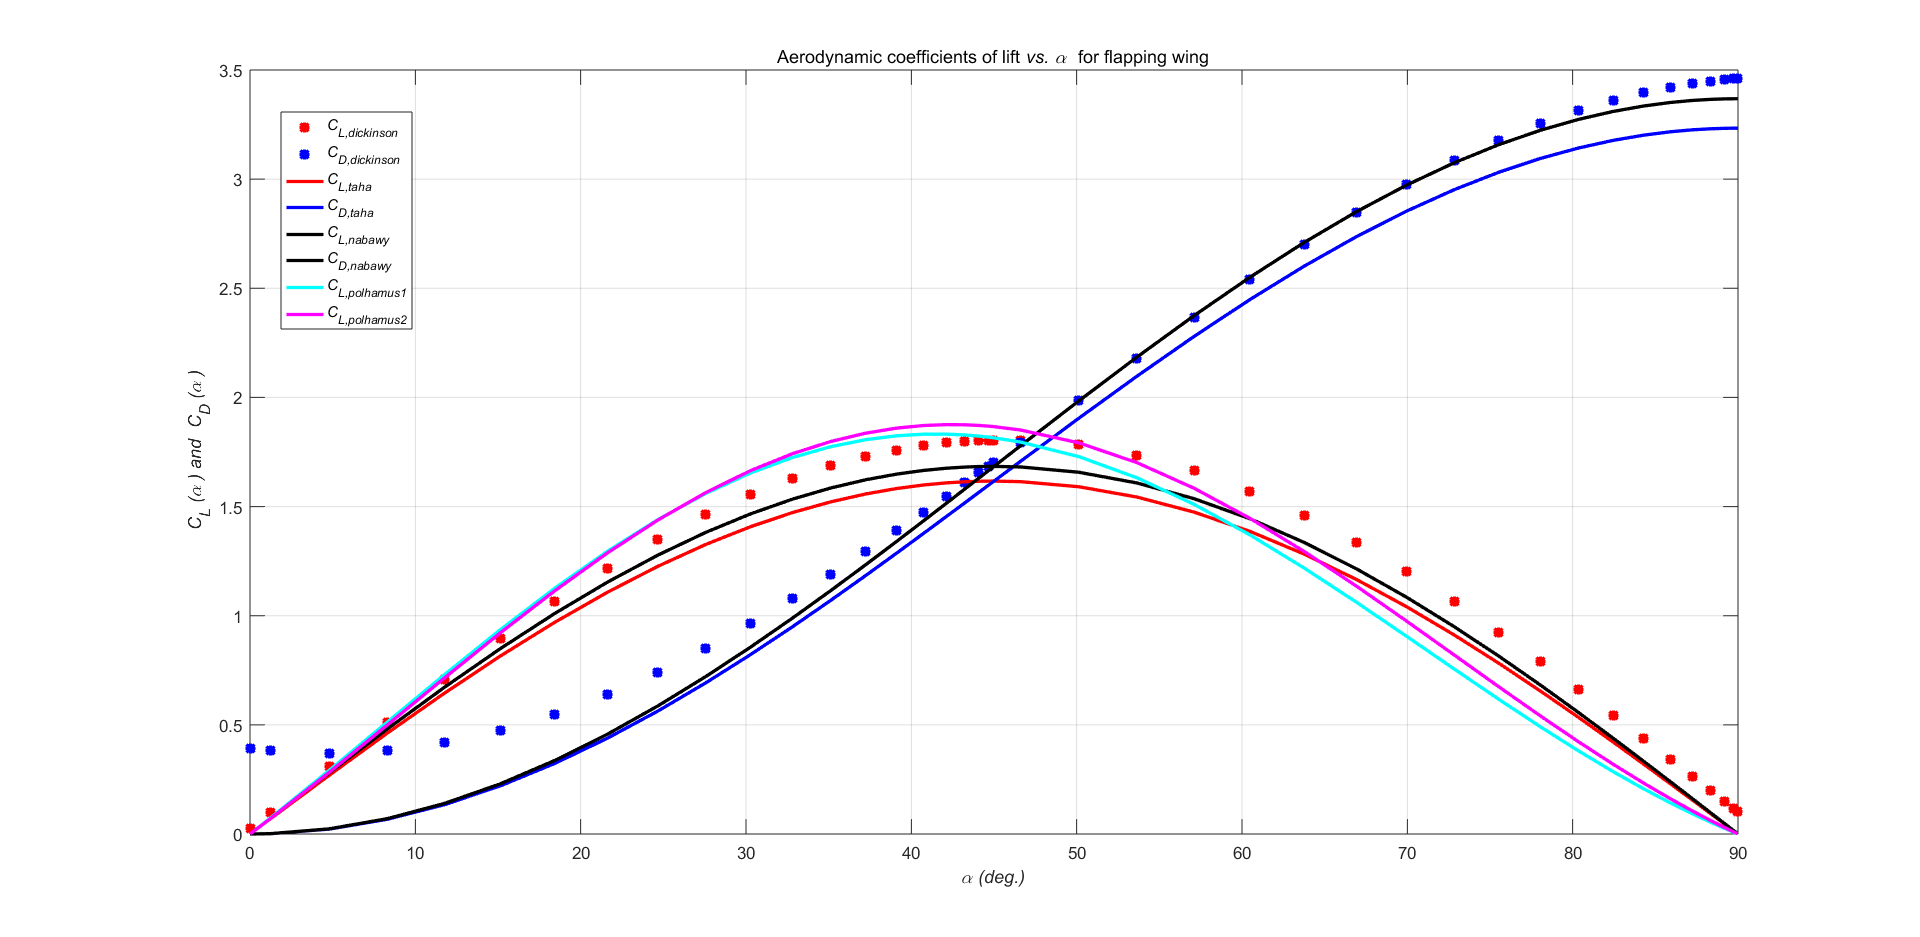 Aerodynamic coefficients of lift vs. α for flapping wing
3.5
3
2.5
2
1.5
1
0.5
0
C_L,dickinson
C_D,dickinson
C_L,taha
C_D,taha
C_L,nabawy
C_D,nabawy
C_L,polhamus1
C_L,polhamus2
C_L (α) and C_D (α)
0 10 20 30 40 50 60 70 80 90
α (deg.)